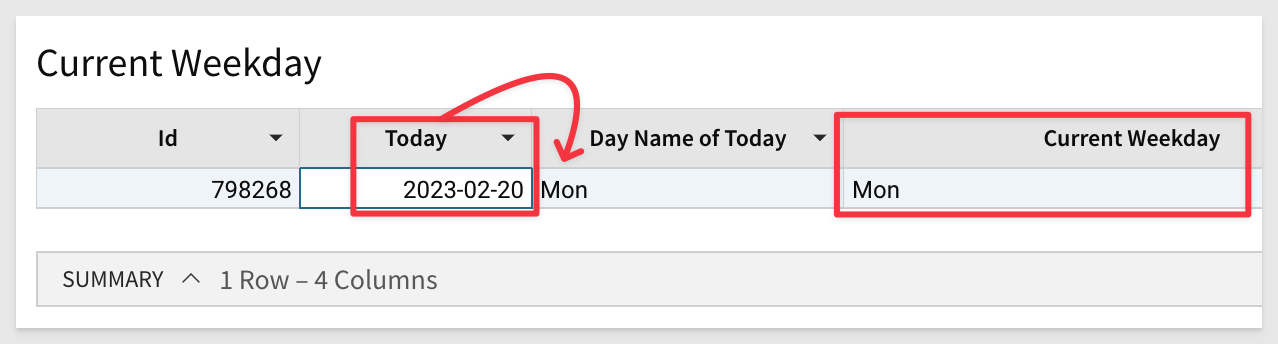 Current Weekday
Id Today Day Name of Today Current Weekday
798268 2023-02-20 Mon Mon
SUMMARY 1 Row – 4 Columns